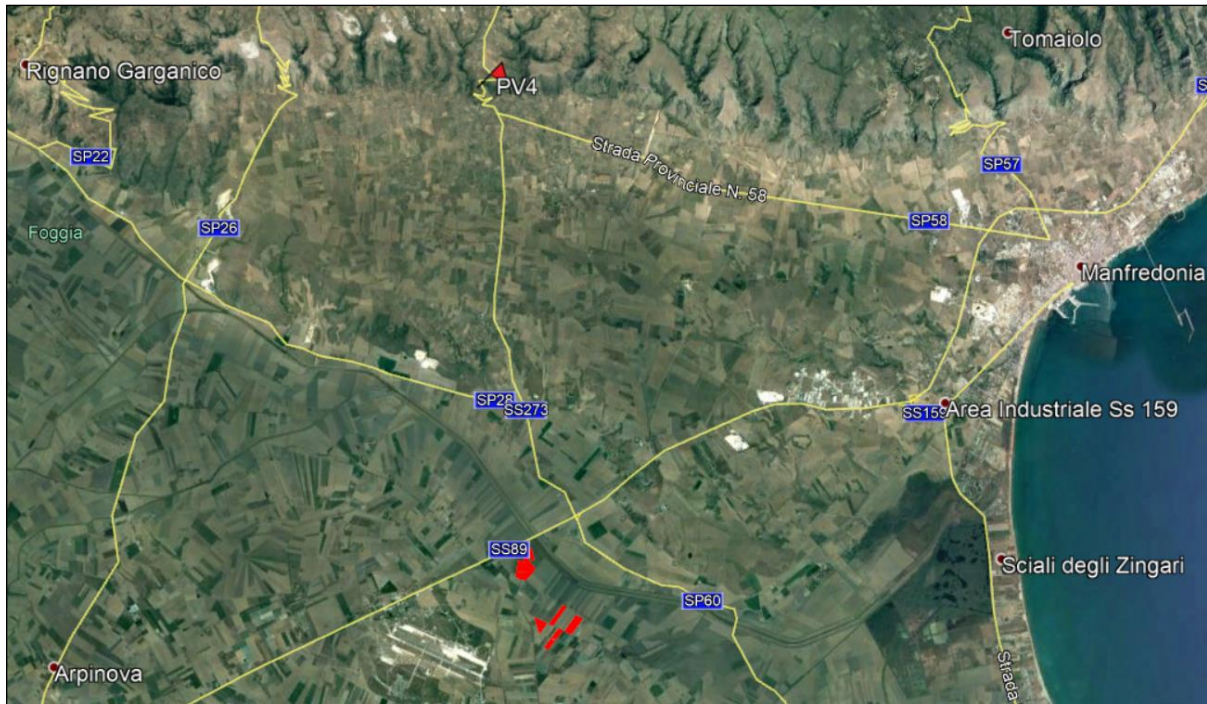 Tomaiolo
Rignano Garganico
PV4
S
SP22
Strada Provinciale N. 58
SP57
SP26
SP58
Foggia
Manfredonia
SP28
SS273
SS159
Area Industriale Ss 159
SS89
Sciali degli Zingari
SP60
Arpinova
Strada